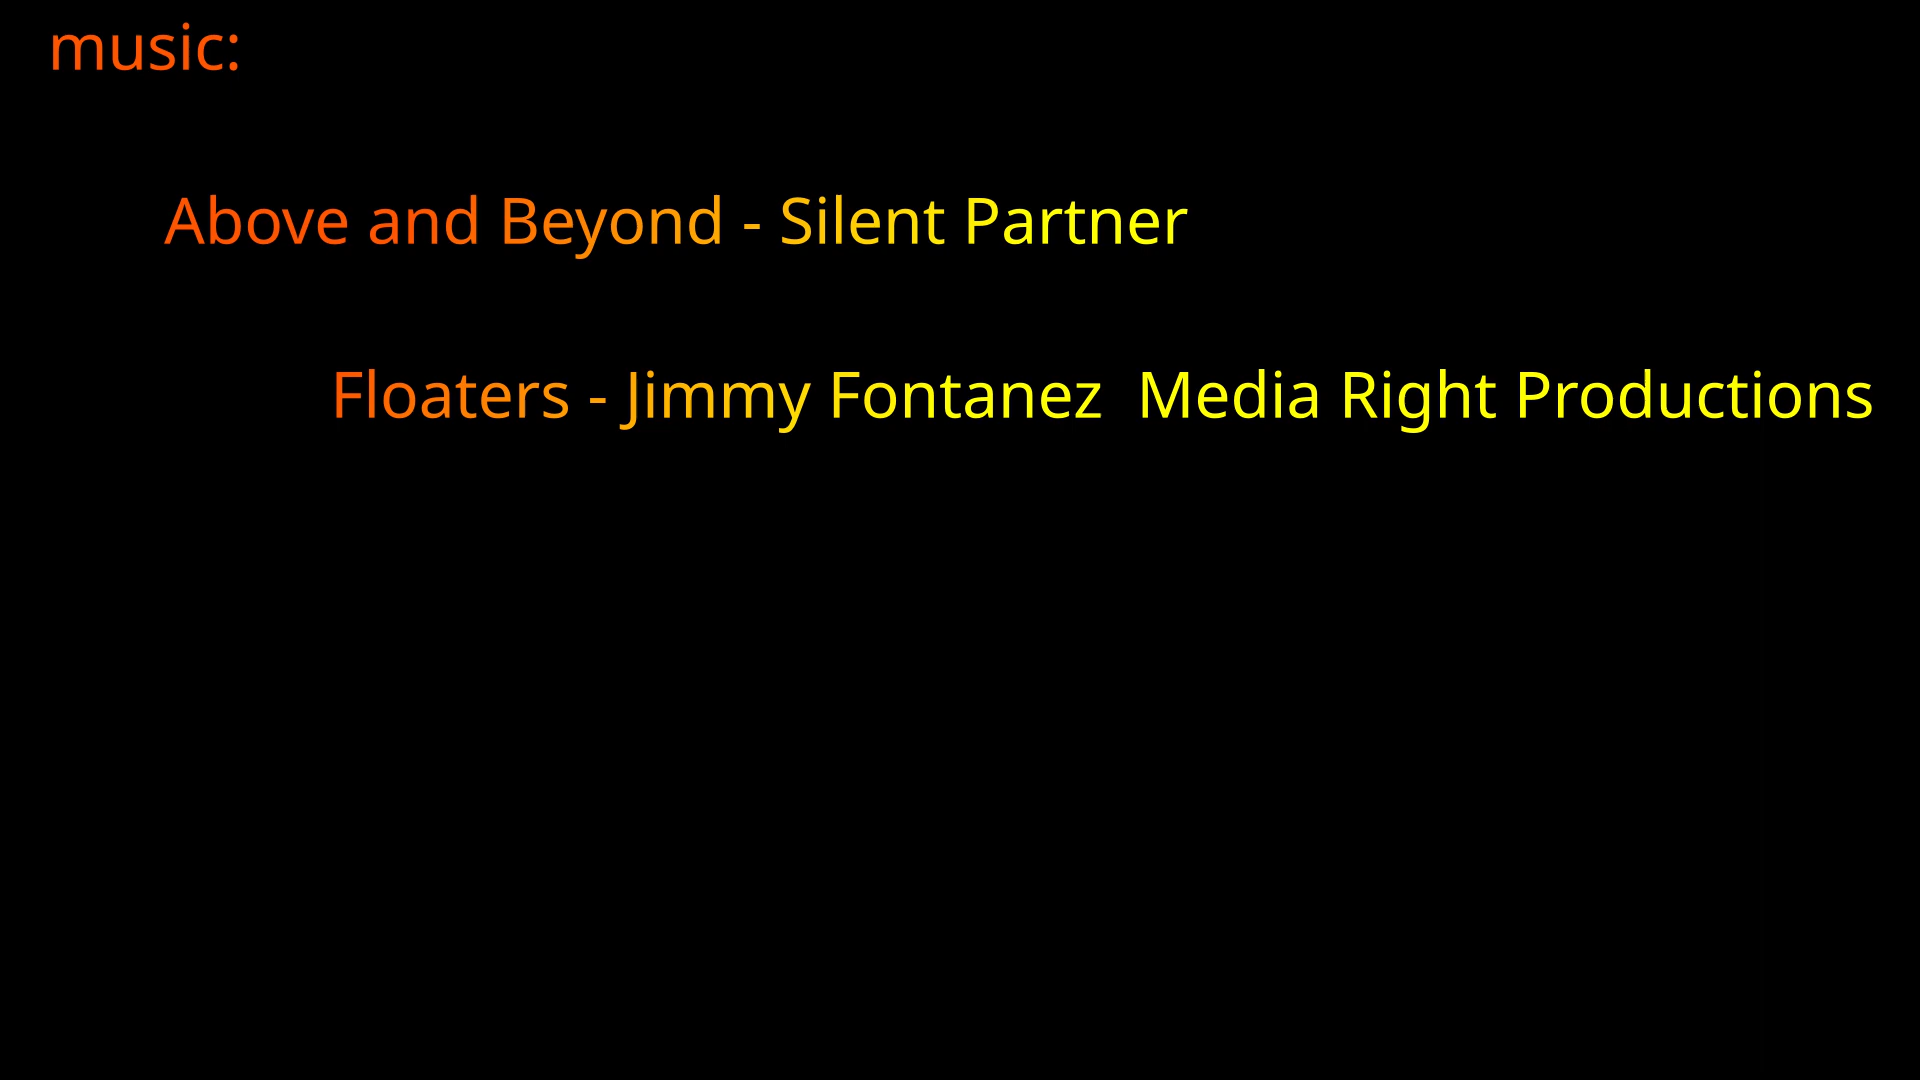 music:
Above and Beyond - Silent Partner
Floaters - Jimmy Fontanez  Media Right Productions